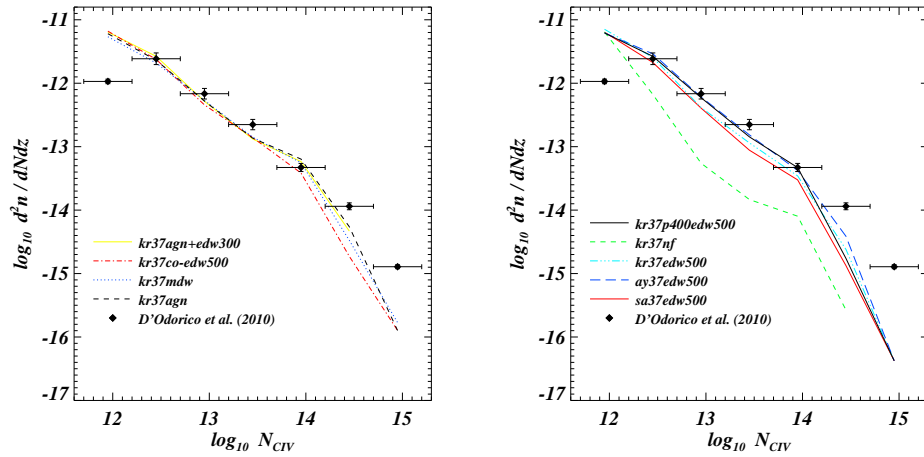 -11
-12
-13
-14
-15
-16
-17
log10 d2n / dNdz
kr37agn+edw300
kr37co-edw500
kr37mdw
kr37agn
D'Odorico et al. (2010)
12 13 14 15
log10 NCIV
-11
-12
-13
-14
-15
-16
-17
log10 d2n / dNdz
kr37p400edw500
kr37nf
kr37edw500
ay37edw500
sa37edw500
D'Odorico et al. (2010)
12 13 14 15
log10 NCIV